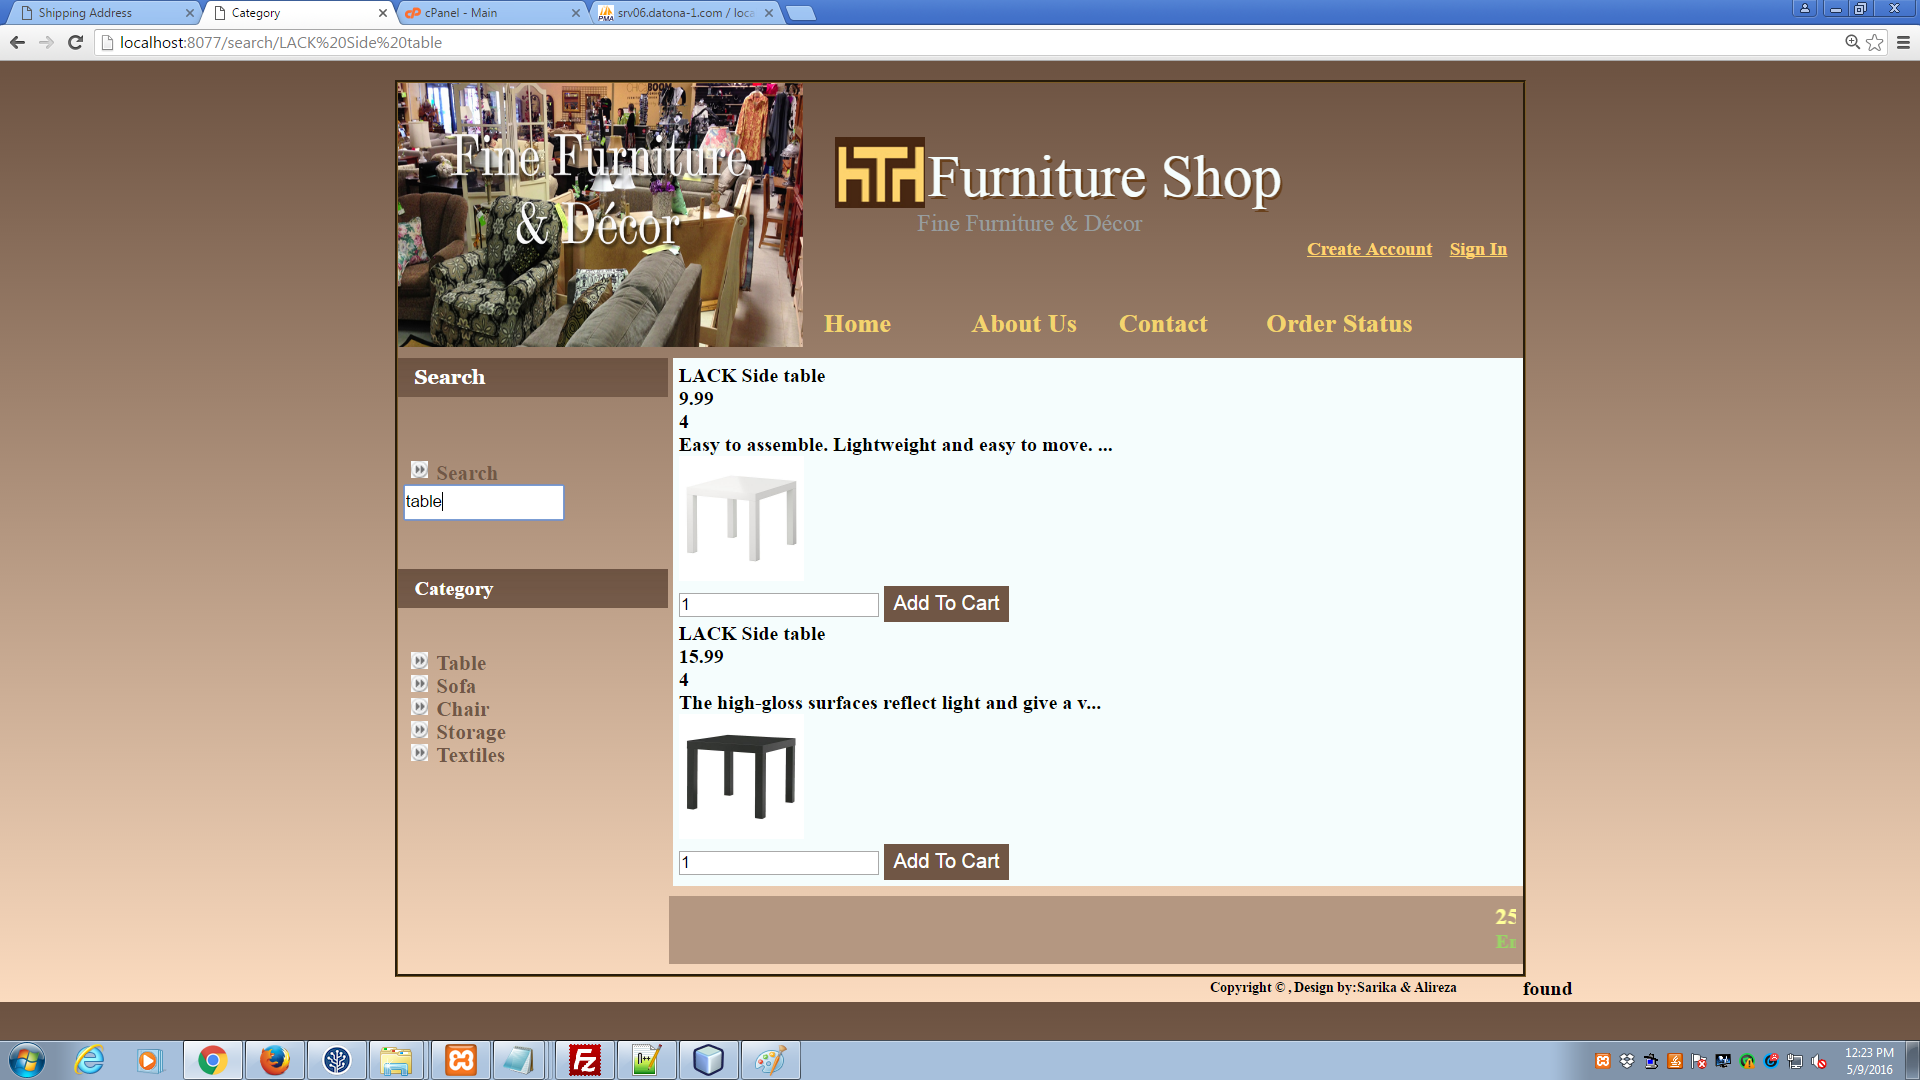 Shipping Address
Category
cPanel - Main
srv06.datona-1.com / loca
localhost:8077/search/LACK%20Side%20table
Fine Furniture
& Décor
HTH Furniture Shop
Fine Furniture & Décor
Create Account Sign In
Home About Us Contact Order Status
Search
Search
table
Category
Table
Sofa
Chair
Storage
Textiles
LACK Side table
9.99
4
Easy to assemble. Lightweight and easy to move. ...
1 Add To Cart
LACK Side table
15.99
4
The high-gloss surfaces reflect light and give a v...
1 Add To Cart
25
Copyright © , Design by:Sarika & Alireza
found
12:23 PM
5/9/2016